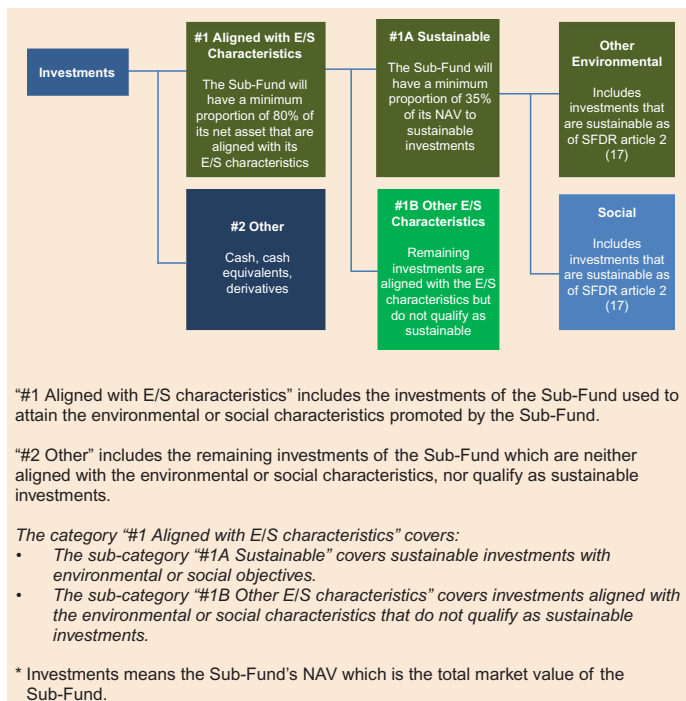 Investments
#1 Aligned with E/S
Characteristics
The Sub-Fund will
have a minimum
proportion of 80% of
its net asset that are
aligned with its
E/S characteristics
#2 Other
Cash, cash
equivalents,
derivatives
#1A Sustainable
The Sub-Fund will
have a minimum
proportion of 35%
of its NAV to
sustainable
investments
#1B Other E/S
Characteristics
Remaining
investments are
aligned with the E/S
characteristics but
do not qualify as
sustainable
Other
Environmental
Includes
investments that
are sustainable as
of SFDR article 2
(17)
Social
Includes
investments that
are sustainable as
of SFDR article 2
(17)
“#1 Aligned with E/S characteristics” includes the investments of the Sub-Fund used to
attain the environmental or social characteristics promoted by the Sub-Fund.
“#2 Other” includes the remaining investments of the Sub-Fund which are neither
aligned with the environmental or social characteristics, nor qualify as sustainable
investments.
The category “#1 Aligned with E/S characteristics” covers:
• The sub-category “#1A Sustainable” covers sustainable investments with
environmental or social objectives.
• The sub-category “#1B Other E/S characteristics” covers investments aligned with
the environmental or social characteristics that do not qualify as sustainable
investments.
* Investments means the Sub-Fund’s NAV which is the total market value of the
Sub-Fund.